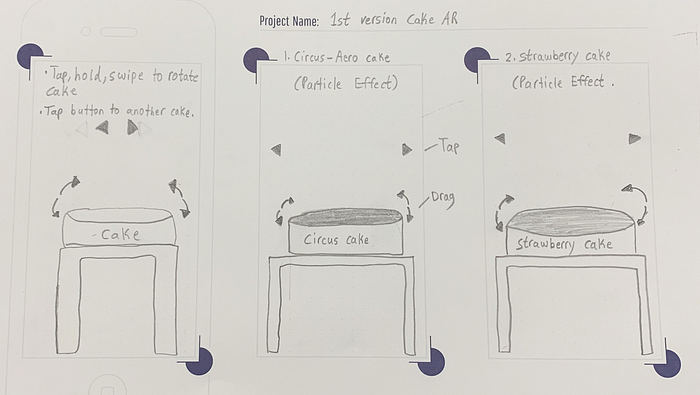 Project Name: 1st version Cake AR
• Tap, hold, swipe to rotate
cake
• Tap button to another cake.
Cake
1. Circus-Aero cake
(Particle Effect)
Tap
Drag
Circus cake
2. Strawberry cake
(Particle Effect .
Strawberry cake